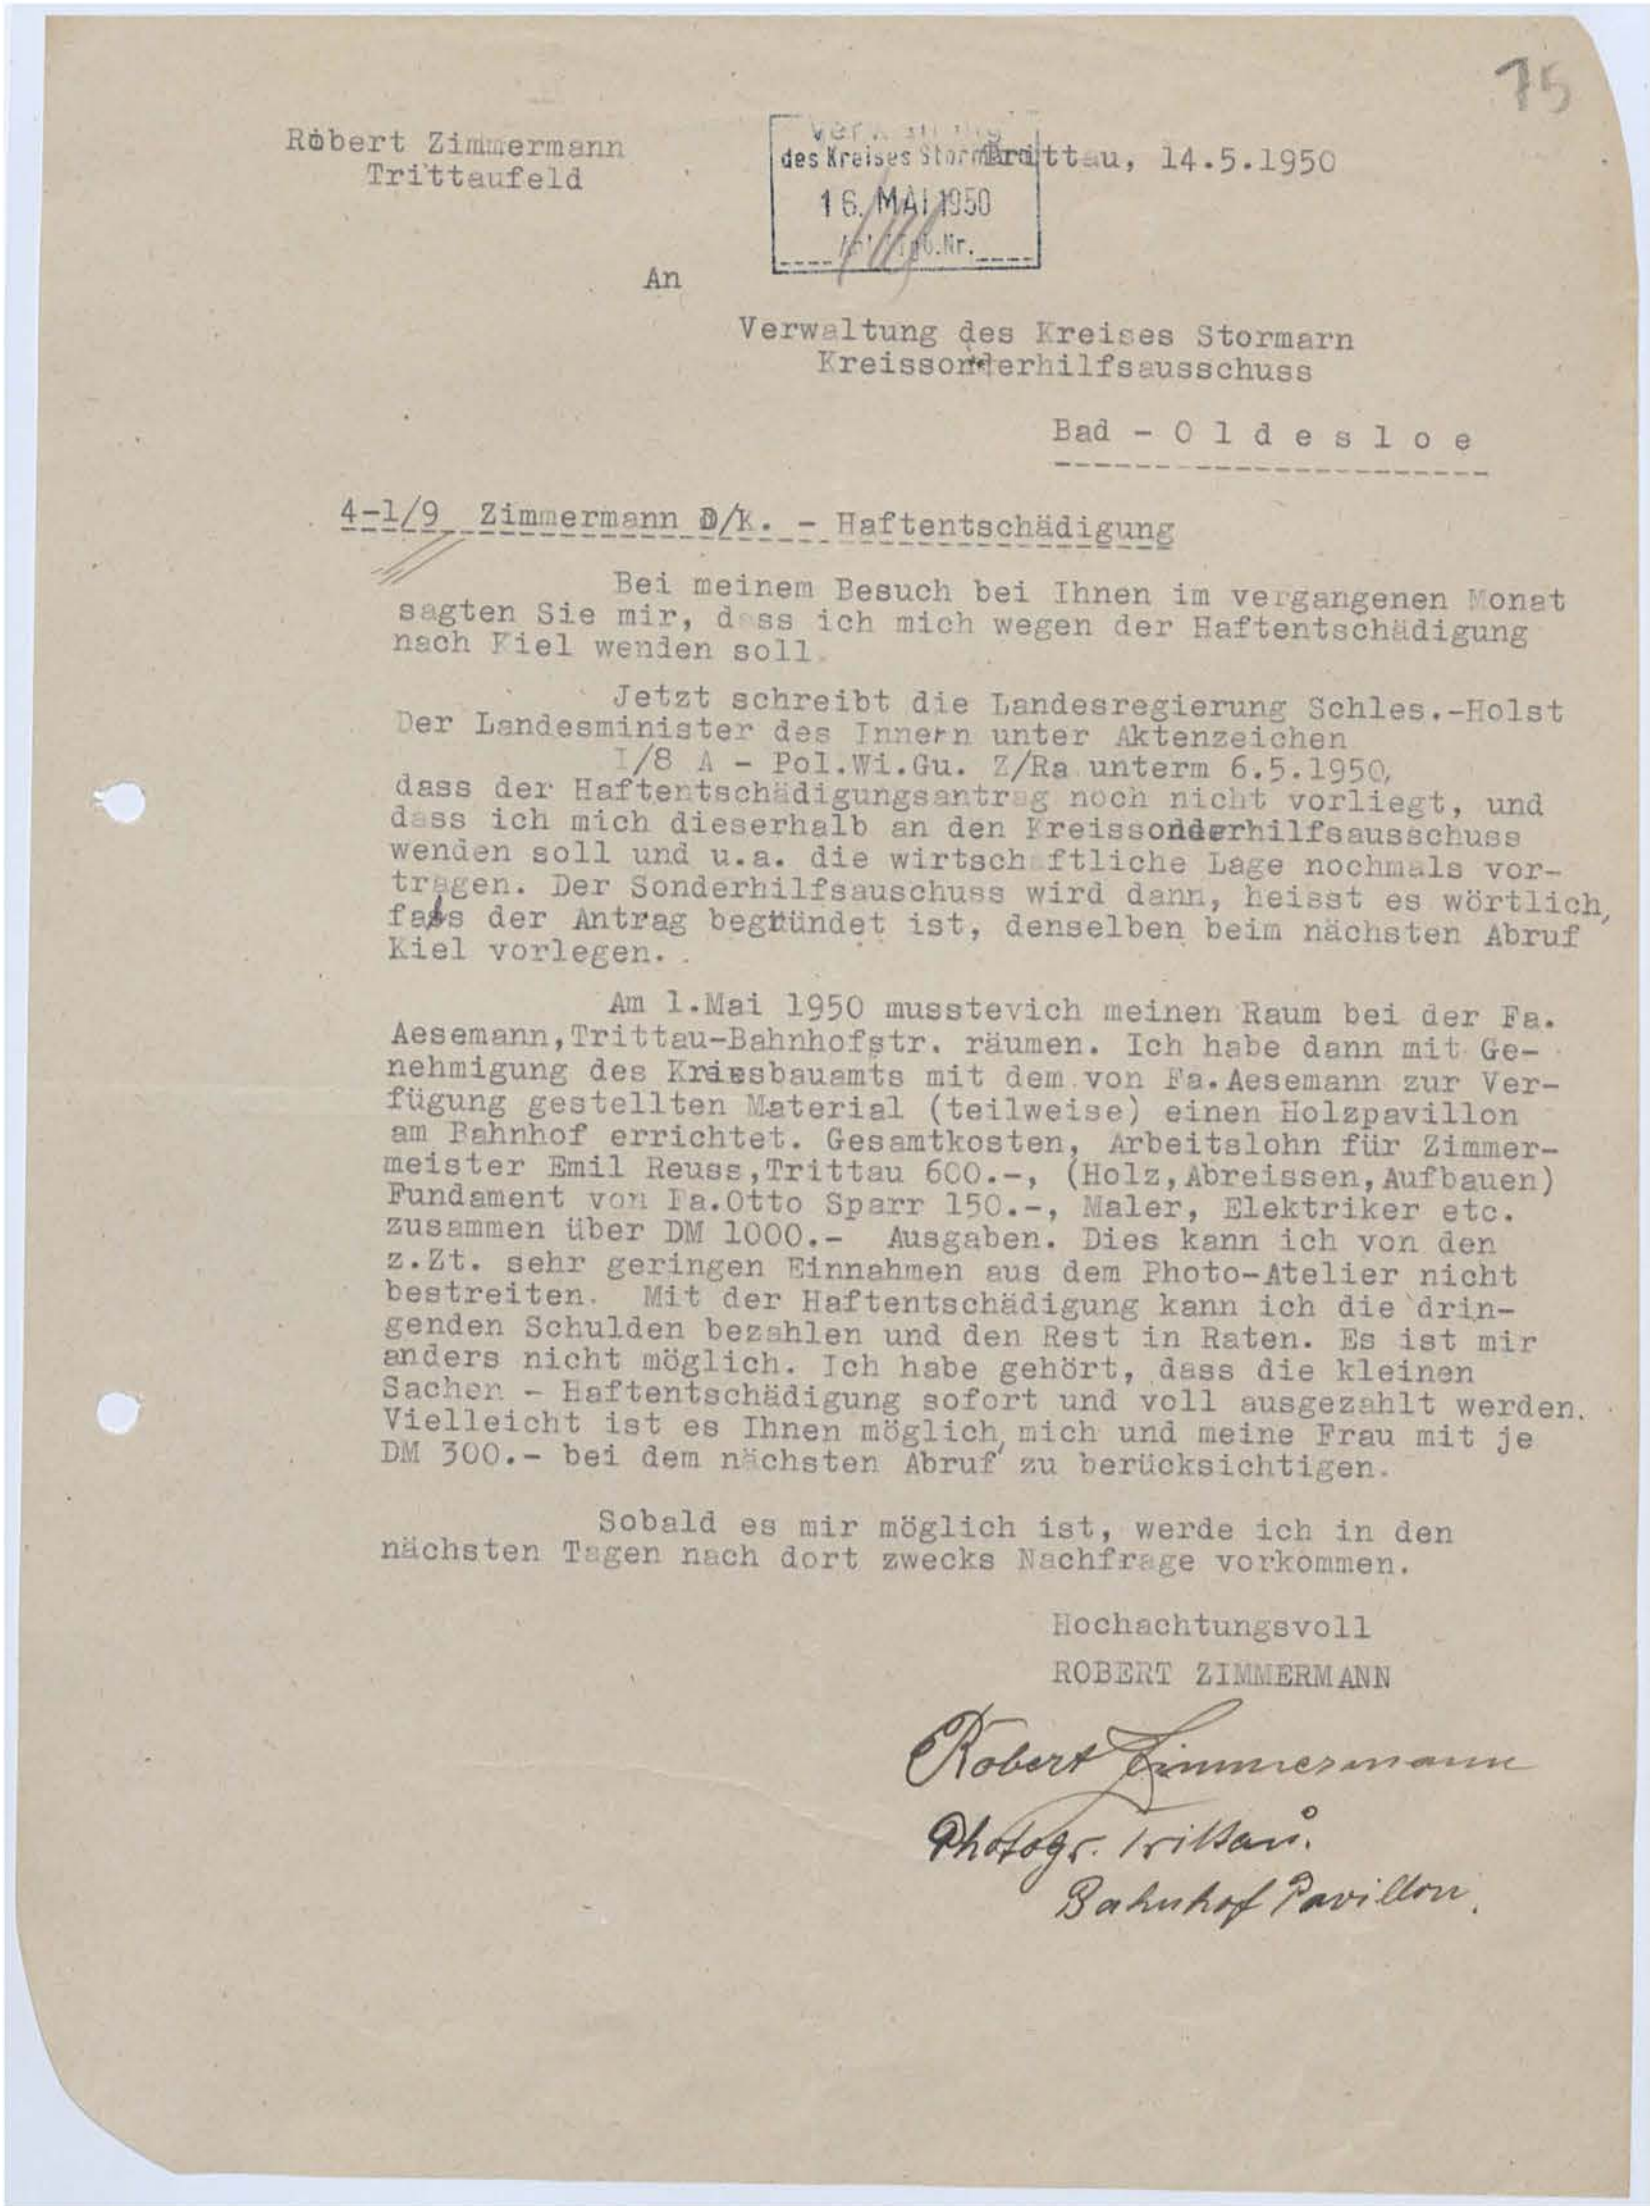 75
Robert Zimmermann
Trittaufeld
Verwaltung
des Kreises Stormarn
Trittau, 14.5.1950
16. MAI 1950
Nr.
An
Verwaltung des Kreises Stormarn
Kreissonderhilfsausschuss
Bad - O l d e s l o e
4-1/9 Zimmermann D/K. - Haftentschädigung
Bei meinem Besuch bei Ihnen im vergangenen Monat
sagten Sie mir, dass ich mich wegen der Haftentschädigung
nach Kiel wenden soll.
Jetzt schreibt die Landesregierung Schles.-Holst
Der Landesminister des Innern unter Aktenzeichen
I/8 A - Pol.Wi.Gu. Z/Ra unterm 6.5.1950,
dass der Haftentschädigungsantrag noch nicht vorliegt, und
dass ich mich dieserhalb an den Kreissonderhilfsausschuss
wenden soll und u.a. die wirtschaftliche Lage nochmals vor-
tragen. Der Sonderhilfsauschuss wird dann, heisst es wörtlich,
falls der Antrag begründet ist, denselben beim nächsten Abruf
Kiel vorlegen.
Am 1.Mai 1950 musstevich meinen Raum bei der Fa.
Aesemann,Trittau-Bahnhofstr. räumen. Ich habe dann mit Ge-
nehmigung des Kreisbauamts mit dem von Fa.Aesemann zur Ver-
fügung gestellten Material (teilweise) einen Holzpavillon
am Bahnhof errichtet. Gesamtkosten, Arbeitslohn für Zimmer-
meister Emil Reuss,Trittau 600.-, (Holz,Abreissen,Aufbauen)
Fundament von Fa.Otto Sparr 150.-, Maler, Elektriker etc.
zusammen über DM 1000.- Ausgaben. Dies kann ich von den
z.Zt. sehr geringen Einnahmen aus dem Photo-Atelier nicht
bestreiten. Mit der Haftentschädigung kann ich die drin-
genden Schulden bezahlen und den Rest in Raten. Es ist mir
anders nicht möglich. Ich habe gehört, dass die kleinen
Sachen - Haftentschädigung sofort und voll ausgezahlt werden.
Vielleicht ist es Ihnen möglich, mich und meine Frau mit je
DM 300.- bei dem nächsten Abruf zu berücksichtigen.
Sobald es mir möglich ist, werde ich in den
nächsten Tagen nach dort zwecks Nachfrage vorkommen.
Hochachtungsvoll
ROBERT ZIMMERMANN
Robert Zimmermann
Photogr. Trittau.
Bahnhof Pavillon.